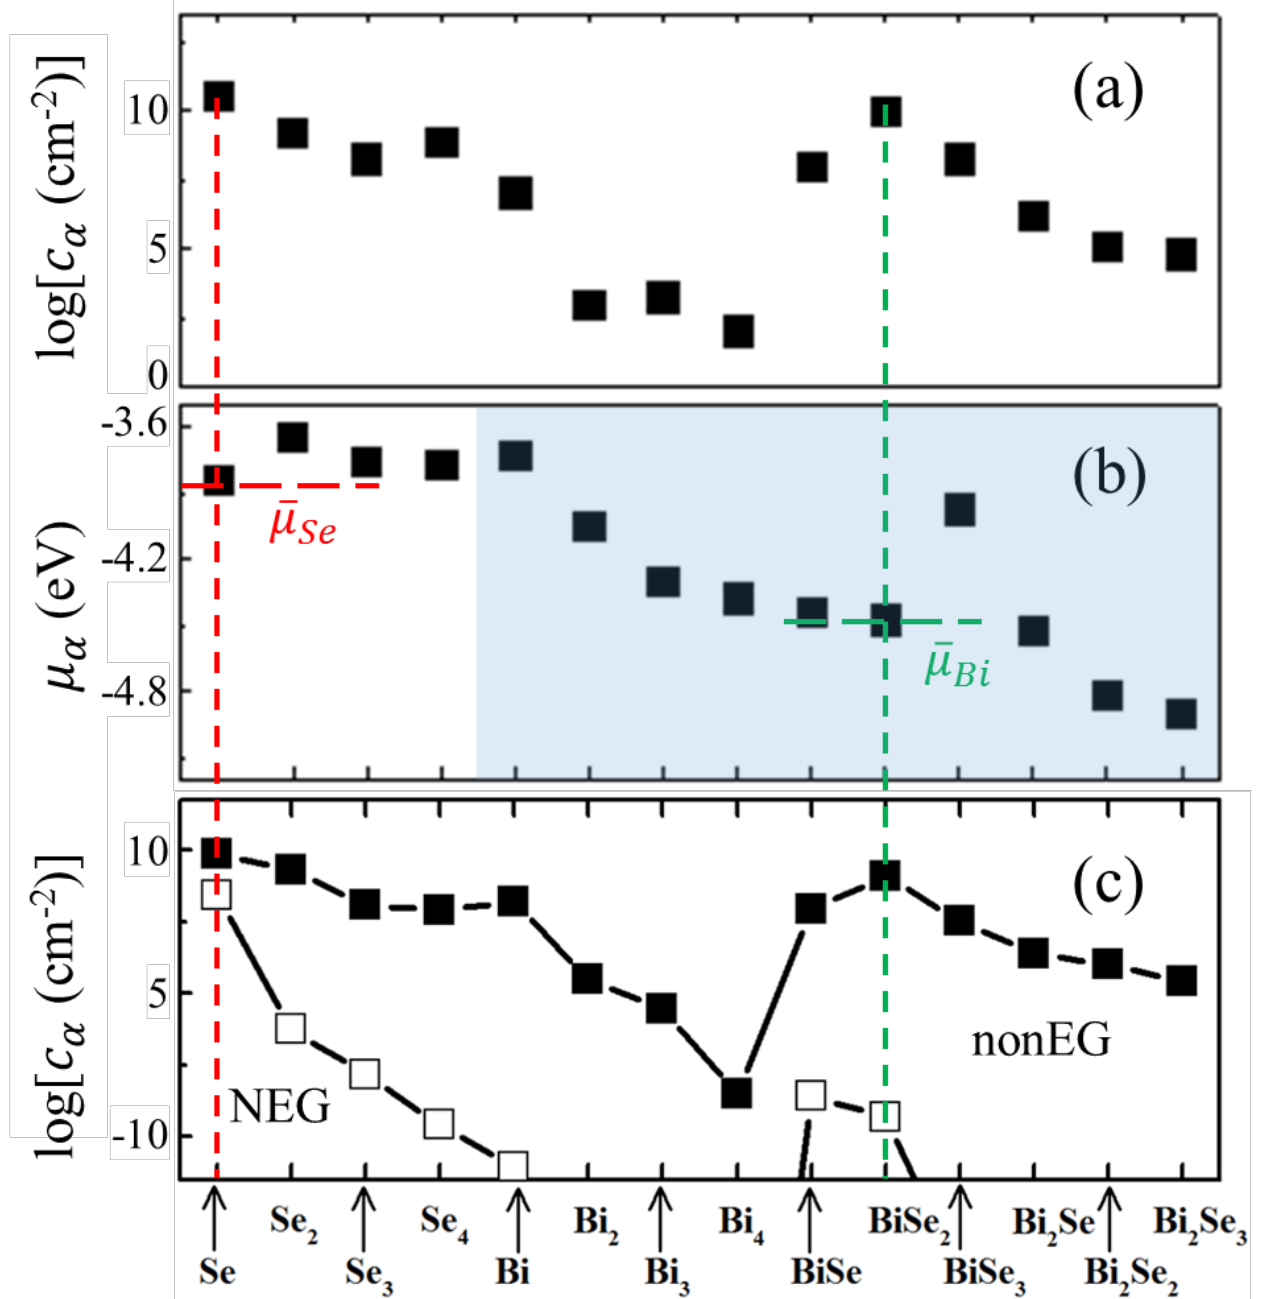 log[c_α (cm⁻²)]
10
5
0
(a)
μ_α (eV)
-3.6
-4.2
-4.8
(b)
μ̄_Se
μ̄_Bi
log[c_α (cm⁻²)]
10
5
-10
(c)
NEG
nonEG
Se₂ Se₄ Bi₂ Bi₄ BiSe₂ Bi₂Se Bi₂Se₃
Se Se₃ Bi Bi₃ BiSe BiSe₃ Bi₂Se₂